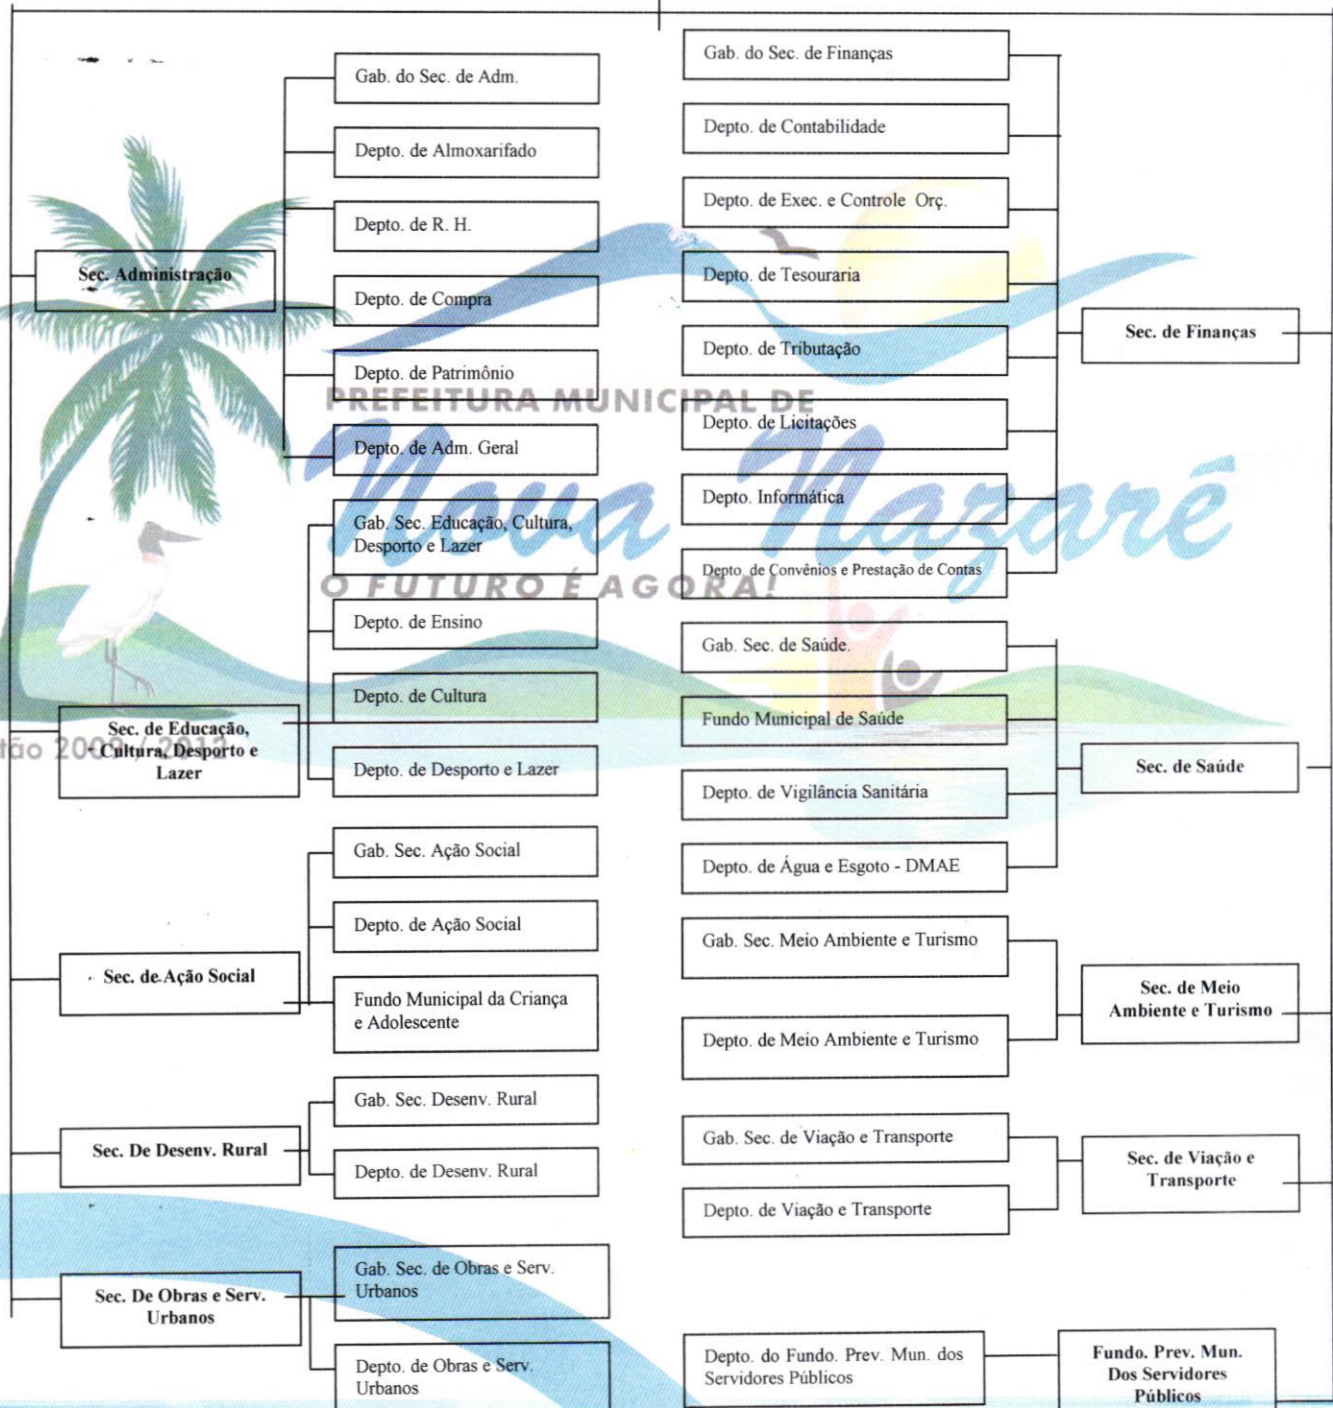 Gab. do Sec. de Adm.
Depto. de Almoxarifado
Depto. de R. H.
Sec. Administração
Depto. de Compra
Depto. de Patrimônio
Depto. de Adm. Geral
Gab. Sec. Educação, Cultura,
Desporto e Lazer
Depto. de Ensino
Depto. de Cultura
Sec. de Educação,
Cultura, Desporto e
Lazer
Depto. de Desporto e Lazer
Gab. Sec. Ação Social
Depto. de Ação Social
Sec. de Ação Social
Fundo Municipal da Criança
e Adolescente
Gab. Sec. Desenv. Rural
Sec. De Desenv. Rural
Depto. de Desenv. Rural
Gab. Sec. de Obras e Serv.
Urbanos
Sec. De Obras e Serv.
Urbanos
Depto. de Obras e Serv.
Urbanos
Gab. do Sec. de Finanças
Depto. de Contabilidade
Depto. de Exec. e Controle Orç.
Depto. de Tesouraria
Sec. de Finanças
Depto. de Tributação
Depto. de Licitações
Depto. Informática
Depto. de Convênios e Prestação de Contas
Gab. Sec. de Saúde.
Fundo Municipal de Saúde
Sec. de Saúde
Depto. de Vigilância Sanitária
Depto. de Água e Esgoto - DMAE
Gab. Sec. Meio Ambiente e Turismo
Sec. de Meio
Ambiente e Turismo
Depto. de Meio Ambiente e Turismo
Gab. Sec. de Viação e Transporte
Sec. de Viação e
Transporte
Depto. de Viação e Transporte
Depto. do Fundo. Prev. Mun. dos
Servidores Públicos
Fundo. Prev. Mun.
Dos Servidores
Públicos
PREFEITURA MUNICIPAL DE
Nova Nazaré
O FUTURO É AGORA!
tão 2009 / 2012